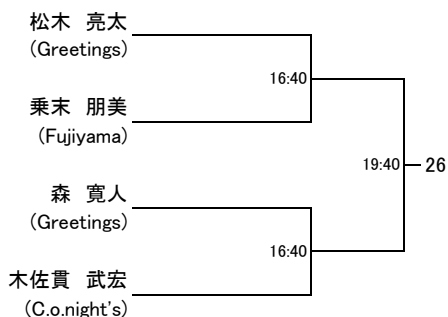 松木　亮太
(Greetings)
16:40
乗末　朋美
(Fujiyama)
19:40
26
森　寛人
(Greetings)
16:40
木佐貫　武宏
(C.o.night's)